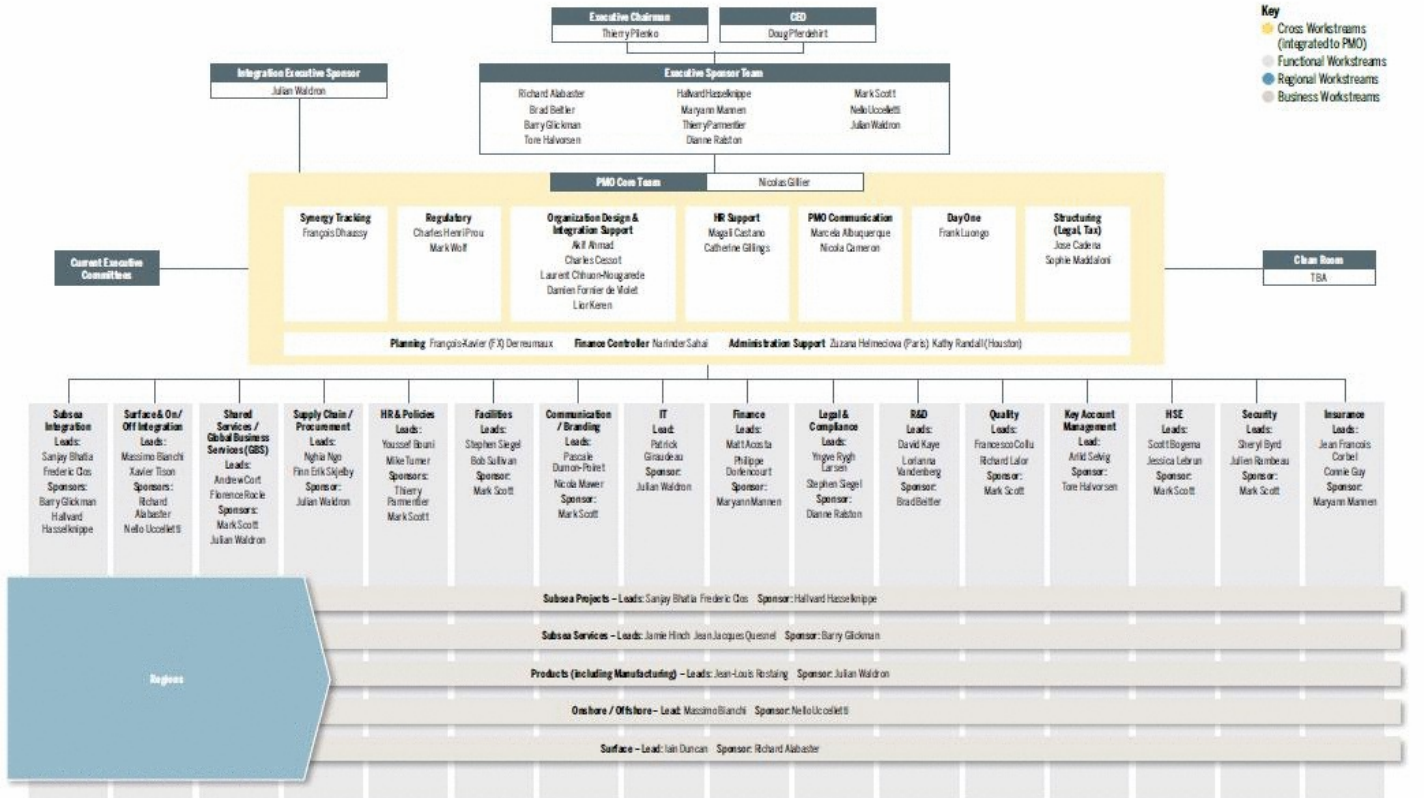 Executive Chairman
Thierry Pilenko
CEO
Doug Pferdehirt
Key
Cross Workstreams
(integrated to PMO)
Functional Workstreams
Regional Workstreams
Business Workstreams
Integration Executive Sponsor
Julian Waldron
Executive Sponsor Team
Richard Alabaster
Brad Beitler
Barry Glickman
Tore Halvorsen
Hallvard Hasselknippe
Maryann Mannen
Thierry Parmentier
Dianne Ralston
Mark Scott
Nello Uccelletti
Julian Waldron
PMO Core Team
Nicolas Gillier
Synergy Tracking
François Dhaussy
Regulatory
Charles Henri Prou
Mark Wolf
Organization Design &
Integration Support
Akif Ahmad
Charles Cessot
Laurent Chhuon-Nougarede
Damien Fornier de Violet
Lior Keren
HR Support
Magali Castano
Catherine Gillings
PMO Communication
Marcela Albuquerque
Nicola Cameron
Day One
Frank Luongo
Structuring
(Legal, Tax)
Jose Cadena
Sophie Maddaloni
Current Executive
Committees
Clean Room
TBA
Planning François-Xavier (FX) Derreumaux Finance Controller Narinder Sahai Administration Support Zuzana Helmeciova (Paris) Kathy Randall (Houston)
Subsea
Integration
Leads:
Sanjay Bhatia
Frederic Clos
Sponsors:
Barry Glickman
Hallvard
Hasselknippe
Surface & On/
Off Integration
Leads:
Massimo Bianchi
Xavier Tison
Sponsors:
Richard
Alabaster
Nello Uccelletti
Shared
Services /
Global Business
Services (GBS)
Leads:
Andrew Cort
Florence Rocle
Sponsors:
Mark Scott
Julian Waldron
Supply Chain /
Procurement
Leads:
Nghia Ngo
Finn Erik Skjelby
Sponsor:
Julian Waldron
HR & Policies
Leads:
Youssef Bouni
Mike Turner
Sponsors:
Thierry
Parmentier
Mark Scott
Facilities
Leads:
Stephen Siegel
Bob Sullivan
Sponsor:
Mark Scott
Communication
/ Branding
Leads:
Pascale
Dumon-Poiret
Nicola Mawer
Sponsor:
Mark Scott
IT
Lead:
Patrick
Giraudeau
Sponsor:
Julian Waldron
Finance
Leads:
Matt Acosta
Philippe
Dorlencourt
Sponsor:
Maryann Mannen
Legal &
Compliance
Leads:
Yngve Rygh
Larsen
Stephen Siegel
Sponsor:
Dianne Ralston
R&D
Leads:
David Kaye
Lorianna
Vandenberg
Sponsor:
Brad Beitler
Quality
Leads:
Francesco Collu
Richard Lalor
Sponsor:
Mark Scott
Key Account
Management
Lead:
Arild Selvig
Sponsor:
Tore Halvorsen
HSE
Leads:
Scott Bogema
Jessica Lebrun
Sponsor:
Mark Scott
Security
Leads:
Sheryl Byrd
Julien Rambeau
Sponsor:
Mark Scott
Insurance
Leads:
Jean Francois
Corbel
Connie Guy
Sponsor:
Maryann Mannen
Regions
Subsea Projects – Leads: Sanjay Bhatia Frederic Clos Sponsor: Hallvard Hasselknippe
Subsea Services – Leads: Jamie Hinch Jean Jacques Quesnel Sponsor: Barry Glickman
Products (including Manufacturing) – Leads: Jean-Louis Rostaing Sponsor: Julian Waldron
Onshore / Offshore – Lead: Massimo Bianchi Sponsor: Nello Uccelletti
Surface – Lead: Iain Duncan Sponsor: Richard Alabaster